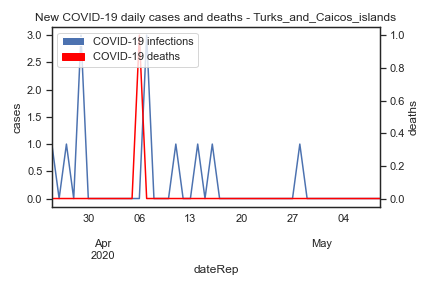 New COVID-19 daily cases and deaths - Turks_and_Caicos_islands
COVID-19 infections
COVID-19 deaths
cases
3.0
2.5
2.0
1.5
1.0
0.5
0.0
deaths
1.0
0.8
0.6
0.4
0.2
0.0
30 06 13 20 27 04
Apr May
2020
dateRep